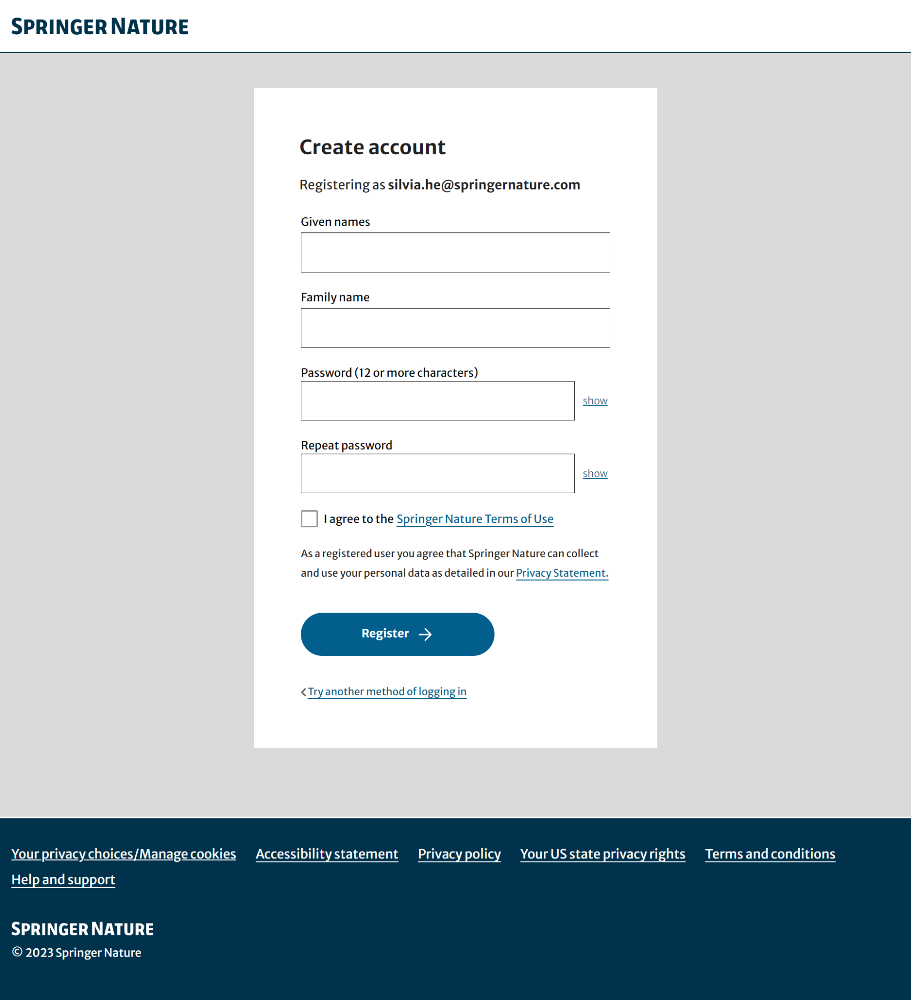 SPRINGER NATURE
Create account
Registering as silvia.he@springernature.com
Given names
Family name
Password (12 or more characters)
show
Repeat password
show
I agree to the Springer Nature Terms of Use
As a registered user you agree that Springer Nature can collect
and use your personal data as detailed in our Privacy Statement.
Register
Try another method of logging in
Your privacy choices/Manage cookies Accessibility statement Privacy policy Your US state privacy rights Terms and conditions
Help and support
SPRINGER NATURE
© 2023 Springer Nature